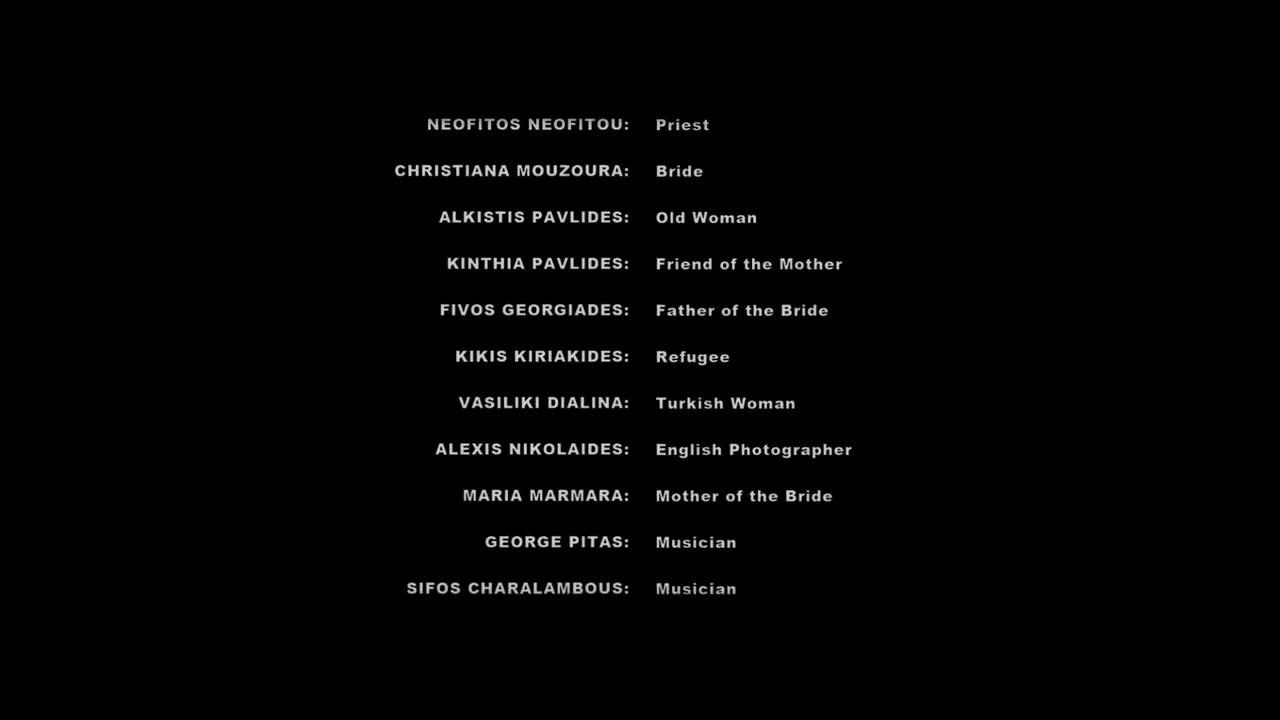 NEOFITOS NEOFITOU: Priest
CHRISTIANA MOUZOURA: Bride
ALKISTIS PAVLIDES: Old Woman
KINTHIA PAVLIDES: Friend of the Mother
FIVOS GEORGIADES: Father of the Bride
KIKIS KIRIAKIDES: Refugee
VASILIKI DIALINA: Turkish Woman
ALEXIS NIKOLAIDES: English Photographer
MARIA MARMARA: Mother of the Bride
GEORGE PITAS: Musician
SIFOS CHARALAMBOUS: Musician